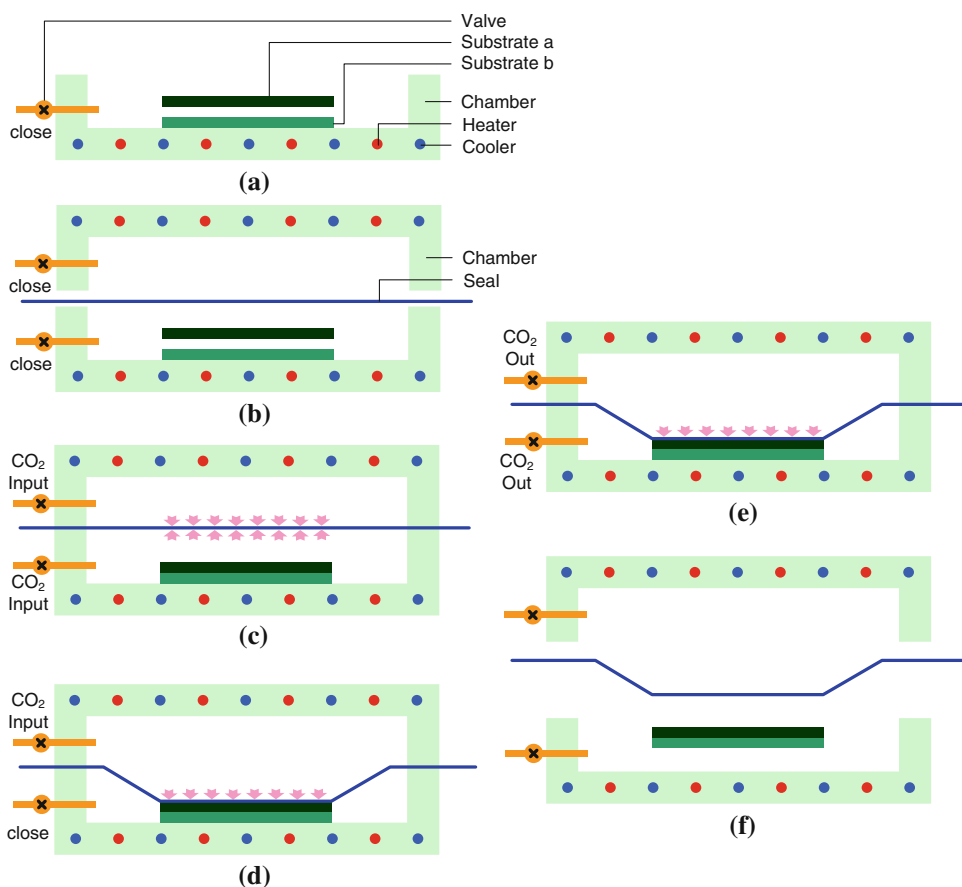 Valve
Substrate a
Substrate b
Chamber
Heater
Cooler
close
(a)
close
Chamber
Seal
close
(b)
CO₂
Input
CO₂
Input
(c)
CO₂
Input
close
(d)
CO₂
Out
CO₂
Out
(e)
(f)